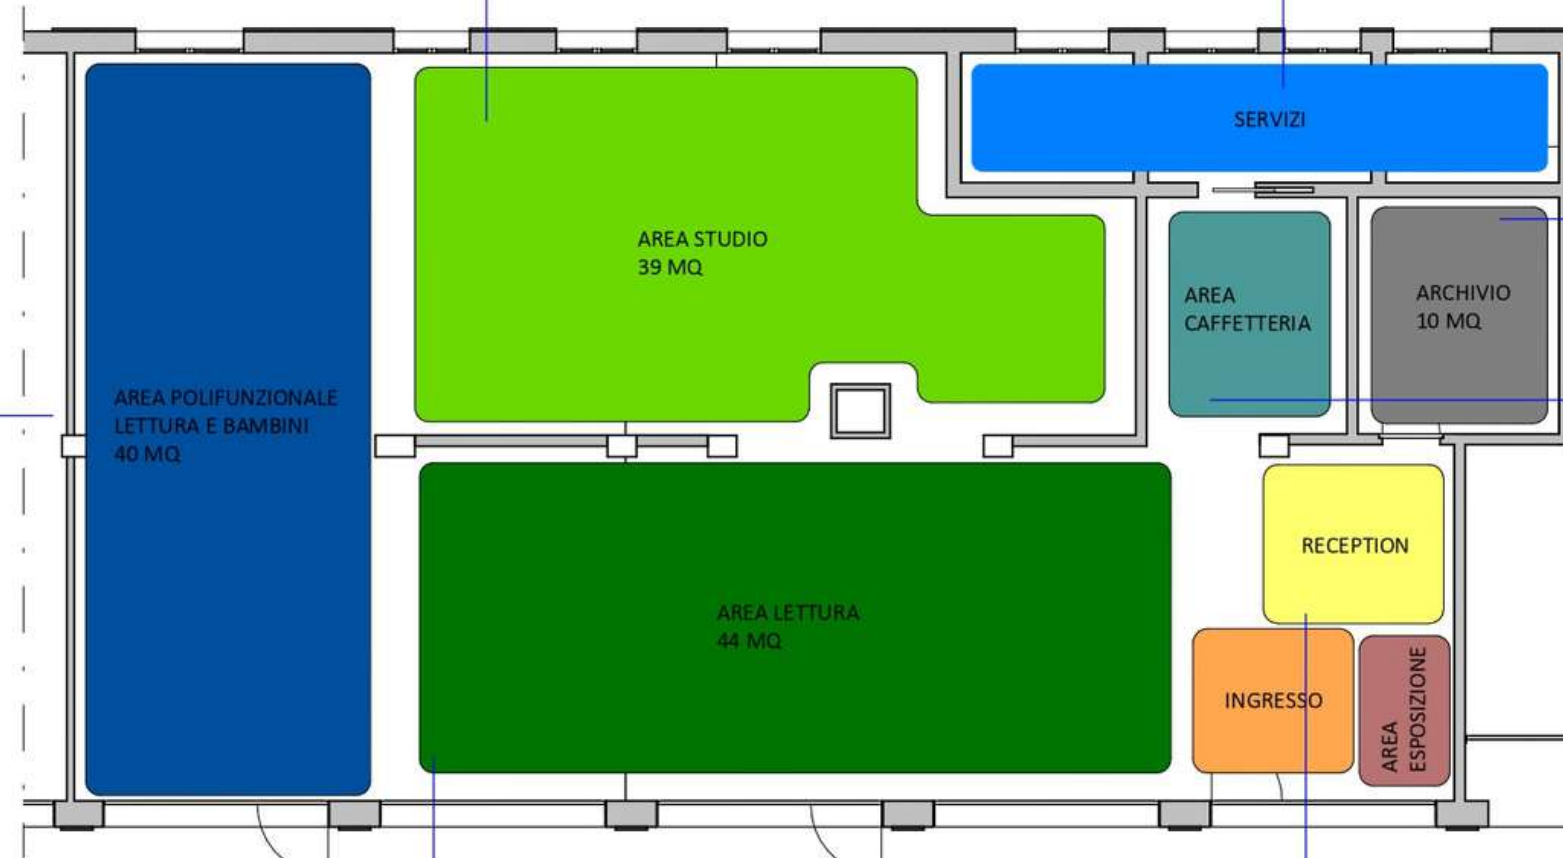 SERVIZI
AREA STUDIO
39 MQ
AREA
CAFFETTERIA
ARCHIVIO
10 MQ
AREA POLIFUNZIONALE
LETTURA E BAMBINI
40 MQ
RECEPTION
AREA LETTURA
44 MQ
INGRESSO
AREA
ESPOSIZIONE